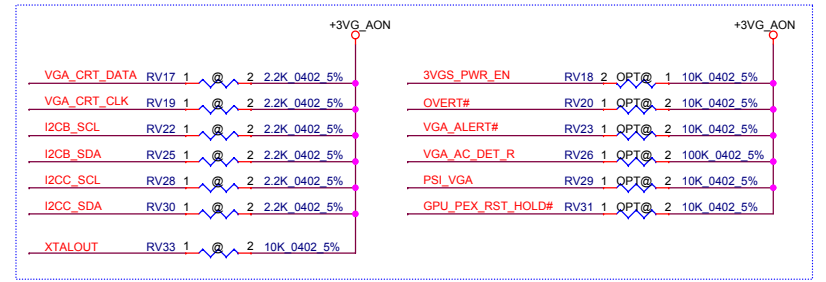 +3VG_AON
VGA_CRT_DATA RV17 1 @ 2 2.2K_0402_5%
VGA_CRT_CLK RV19 1 @ 2 2.2K_0402_5%
I2CB_SCL RV22 1 @ 2 2.2K_0402_5%
I2CB_SDA RV25 1 @ 2 2.2K_0402_5%
I2CC_SCL RV28 1 @ 2 2.2K_0402_5%
I2CC_SDA RV30 1 @ 2 2.2K_0402_5%
XTALOUT RV33 1 @ 2 10K_0402_5%
+3VG_AON
3VGS_PWR_EN RV18 2 OPT@ 1 10K_0402_5%
OVERT# RV20 1 OPT@ 2 10K_0402_5%
VGA_ALERT# RV23 1 OPT@ 2 10K_0402_5%
VGA_AC_DET_R RV26 1 OPT@ 2 100K_0402_5%
PSI_VGA RV29 1 OPT@ 2 10K_0402_5%
GPU_PEX_RST_HOLD# RV31 1 OPT@ 2 10K_0402_5%